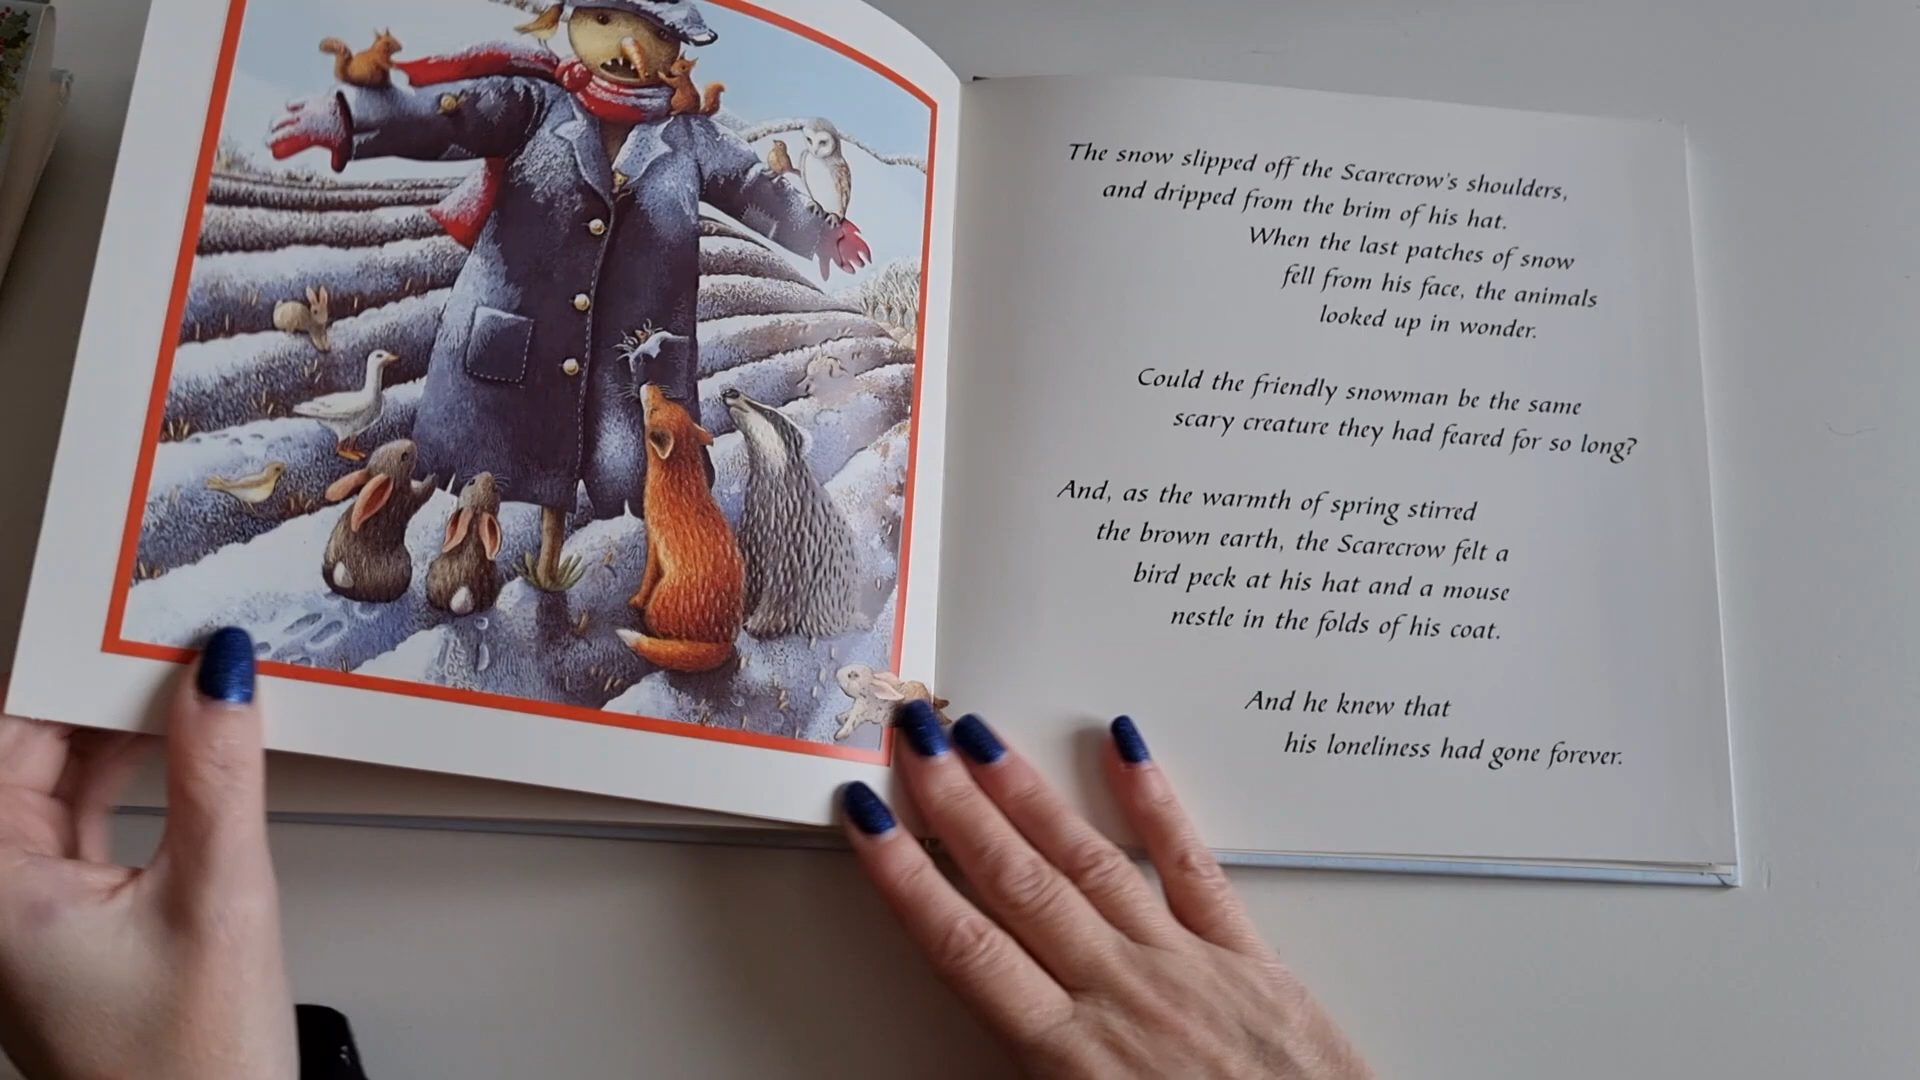 The snow slipped off the Scarecrow's shoulders,
and dripped from the brim of his hat.
When the last patches of snow
fell from his face, the animals
looked up in wonder.
Could the friendly snowman be the same
scary creature they had feared for so long?
And, as the warmth of spring stirred
the brown earth, the Scarecrow felt a
bird peck at his hat and a mouse
nestle in the folds of his coat.
And he knew that
his loneliness had gone forever.